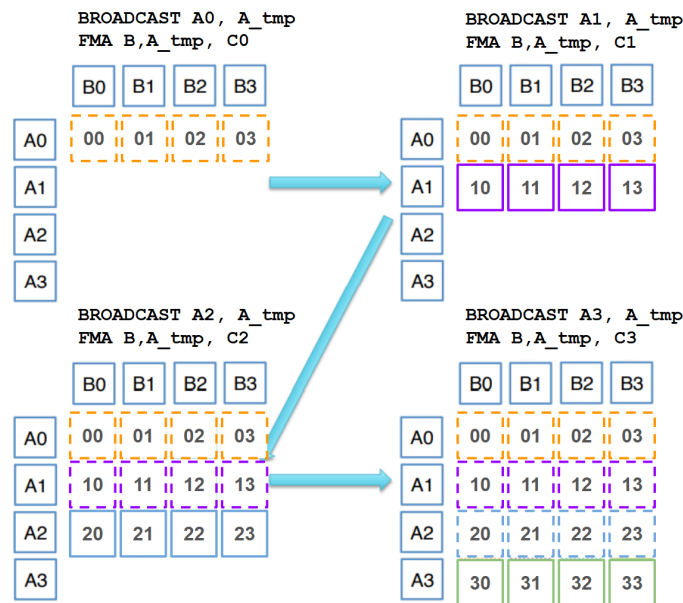 BROADCAST A0, A_tmp
FMA B,A_tmp, C0
B0 B1 B2 B3
A0 00 01 02 03
A1
A2
A3
BROADCAST A1, A_tmp
FMA B,A_tmp, C1
B0 B1 B2 B3
A0 00 01 02 03
A1 10 11 12 13
A2
A3
BROADCAST A2, A_tmp
FMA B,A_tmp, C2
B0 B1 B2 B3
A0 00 01 02 03
A1 10 11 12 13
A2 20 21 22 23
A3
BROADCAST A3, A_tmp
FMA B,A_tmp, C3
B0 B1 B2 B3
A0 00 01 02 03
A1 10 11 12 13
A2 20 21 22 23
A3 30 31 32 33